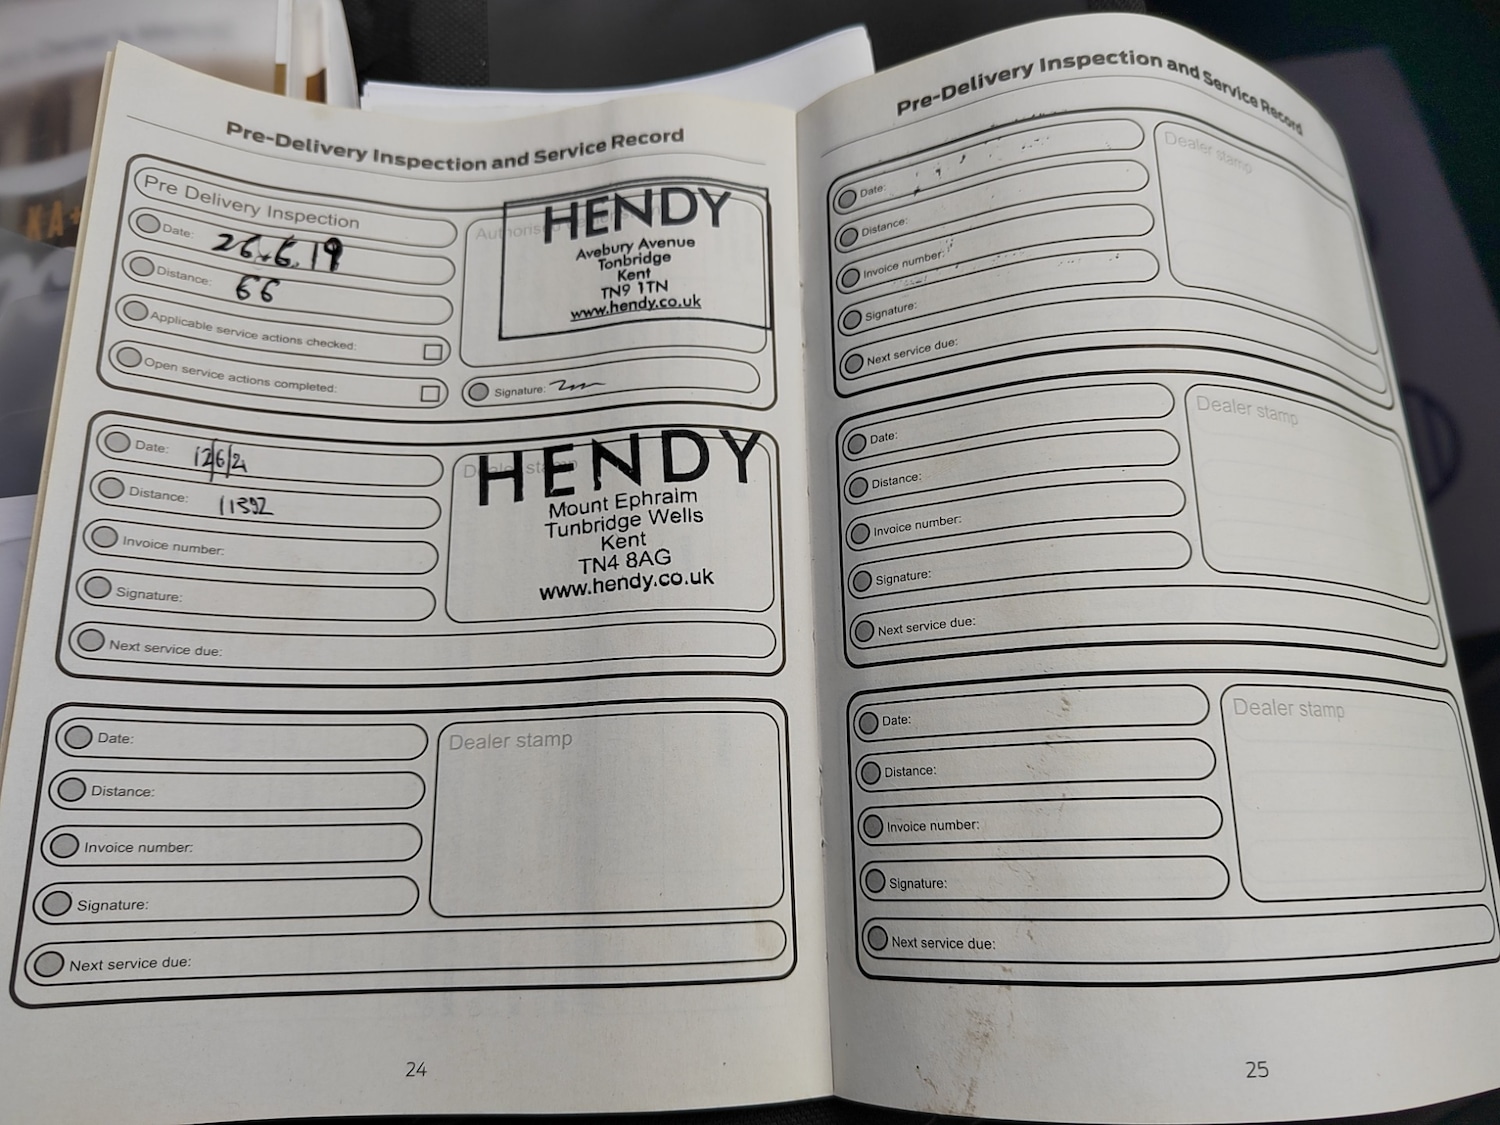 Pre-Delivery Inspection and Service Record
Pre Delivery Inspection
Date: 26.6.19
Distance: 66
Applicable service actions checked:
Open service actions completed:
HENDY
Avebury Avenue
Tonbridge
Kent
TN9 1TN
www.hendy.co.uk
Signature:
Date: 12/6/21
Distance: 11392
Invoice number:
Signature:
Next service due:
Dealer stamp
HENDY
Mount Ephraim
Tunbridge Wells
Kent
TN4 8AG
www.hendy.co.uk
Date:
Distance:
Invoice number:
Signature:
Next service due:
Dealer stamp
24
Pre-Delivery Inspection and Service Record
Date:
Distance:
Invoice number:
Signature:
Next service due:
Dealer stamp
Date:
Distance:
Invoice number:
Signature:
Next service due:
Dealer stamp
Date:
Distance:
Invoice number:
Signature:
Next service due:
Dealer stamp
25